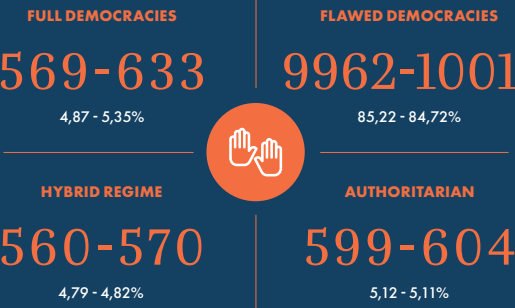 FULL DEMOCRACIES
569-633
4,87 - 5,35%
FLAWED DEMOCRACIES
9962-1001
85,22 - 84,72%
HYBRID REGIME
560-570
4,79 - 4,82%
AUTHORITARIAN
599-604
5,12 - 5,11%